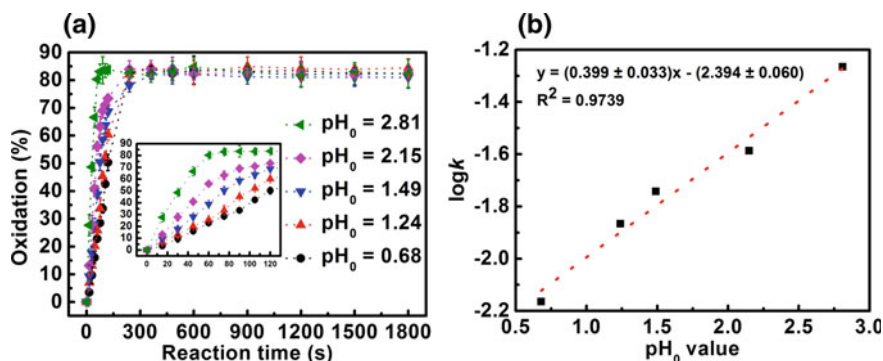 (a)
Oxidation (%)
90
80
70
60
50
40
30
20
10
0
90
80
70
60
50
40
30
20
10
0
0 20 40 60 80 100 120
pH0 = 2.81
pH0 = 2.15
pH0 = 1.49
pH0 = 1.24
pH0 = 0.68
0 300 600 900 1200 1500 1800
Reaction time (s)
(b)
logk
-1.2
-1.4
-1.6
-1.8
-2.0
-2.2
y = (0.399 ± 0.033)x - (2.394 ± 0.060)
R2 = 0.9739
0.5 1.0 1.5 2.0 2.5 3.0
pH0 value